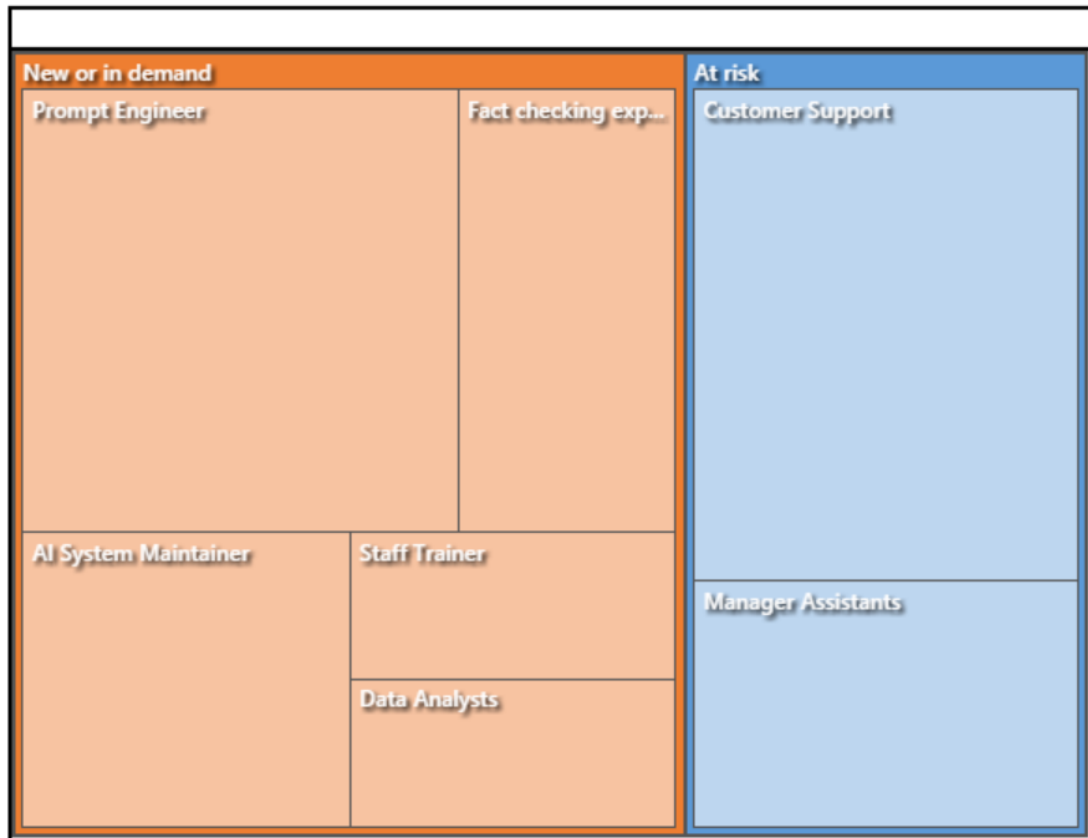 New or in demand
Prompt Engineer
Fact checking exp...
AI System Maintainer
Staff Trainer
Data Analysts
At risk
Customer Support
Manager Assistants